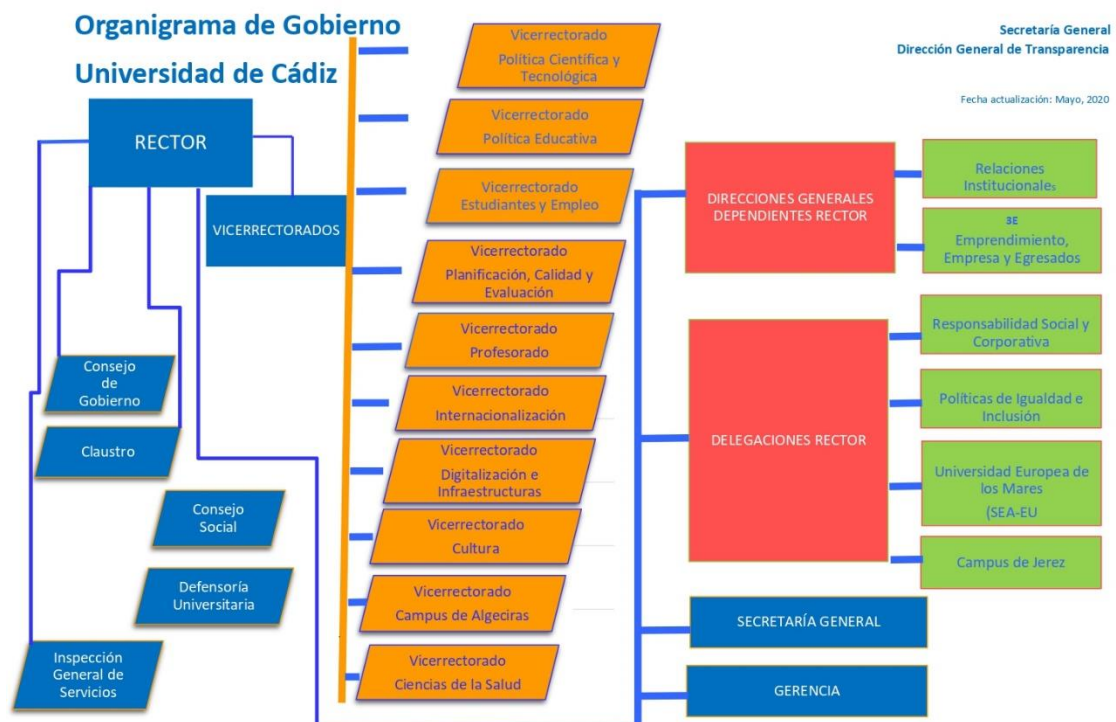 Organigrama de Gobierno
Universidad de Cádiz
Secretaría General
Dirección General de Transparencia
Fecha actualización: Mayo, 2020
RECTOR
VICERRECTORADOS
Consejo
de
Gobierno
Claustro
Consejo
Social
Defensoría
Universitaria
Inspección
General de
Servicios
Vicerrectorado
Política Científica y
Tecnológica
Vicerrectorado
Política Educativa
Vicerrectorado
Estudiantes y Empleo
Vicerrectorado
Planificación, Calidad y
Evaluación
Vicerrectorado
Profesorado
Vicerrectorado
Internacionalización
Vicerrectorado
Digitalización e
Infraestructuras
Vicerrectorado
Cultura
Vicerrectorado
Campus de Algeciras
Vicerrectorado
Ciencias de la Salud
DIRECCIONES GENERALES
DEPENDIENTES RECTOR
Relaciones
Institucionales
3E
Emprendimiento,
Empresa y Egresados
DELEGACIONES RECTOR
Responsabilidad Social y
Corporativa
Políticas de Igualdad e
Inclusión
Universidad Europea de
los Mares
(SEA-EU
Campus de Jerez
SECRETARÍA GENERAL
GERENCIA